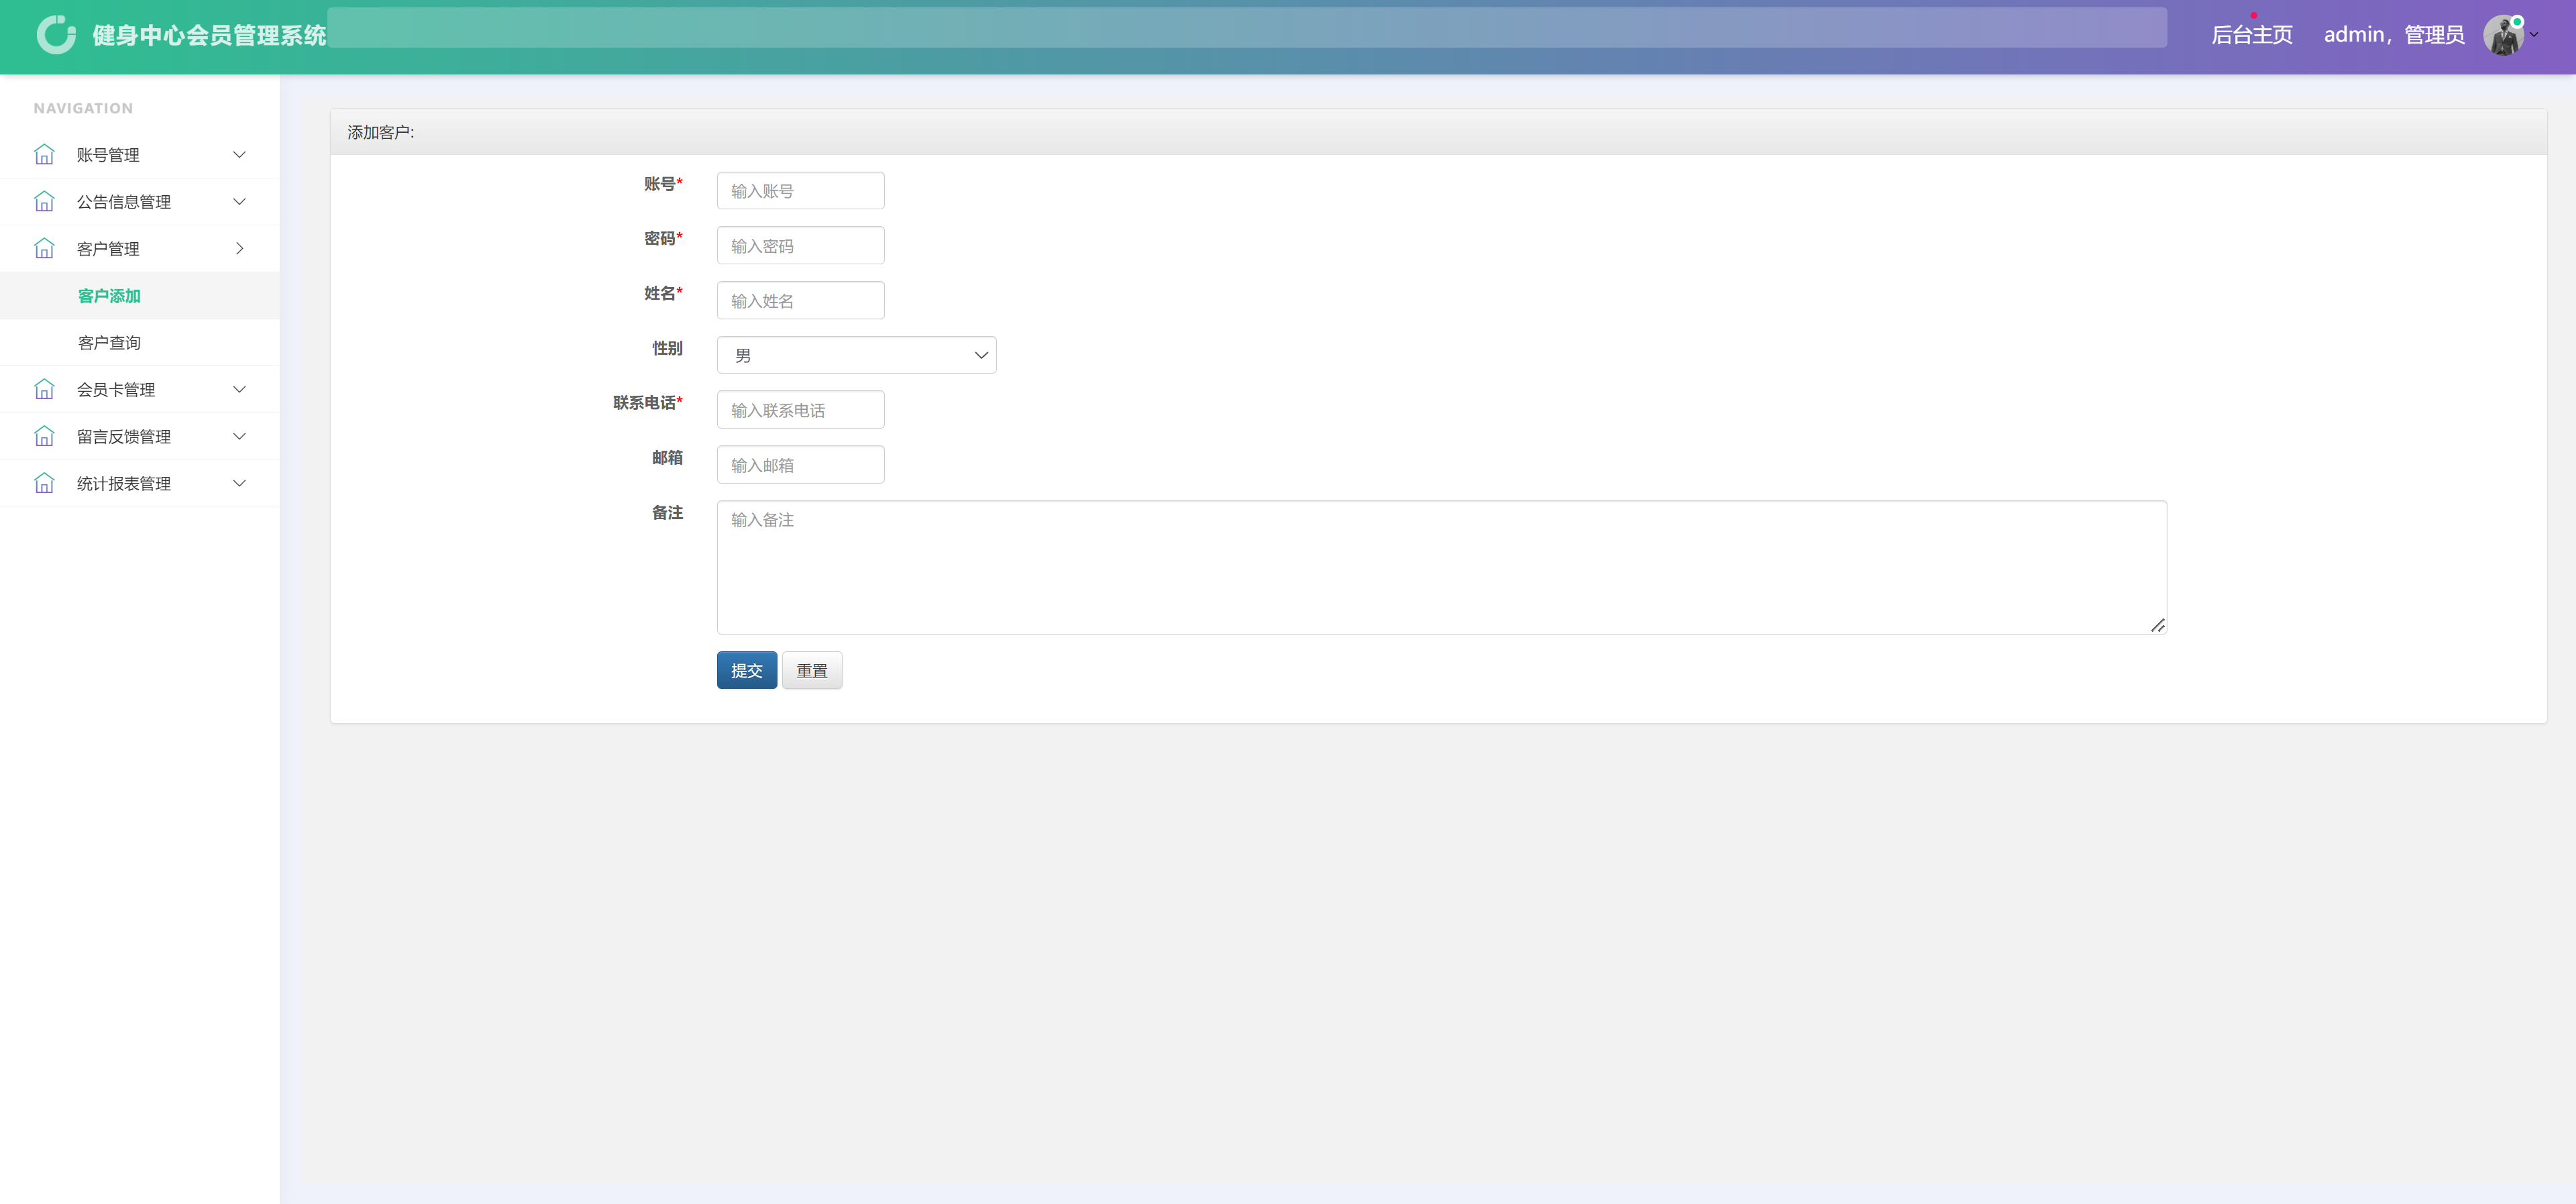 健身中心会员管理系统
后台主页
admin，管理员
NAVIGATION
账号管理
公告信息管理
客户管理
客户添加
客户查询
会员卡管理
留言反馈管理
统计报表管理
添加客户:
账号*
输入账号
密码*
输入密码
姓名*
输入姓名
性别
男
联系电话*
输入联系电话
邮箱
输入邮箱
备注
输入备注
提交
重置